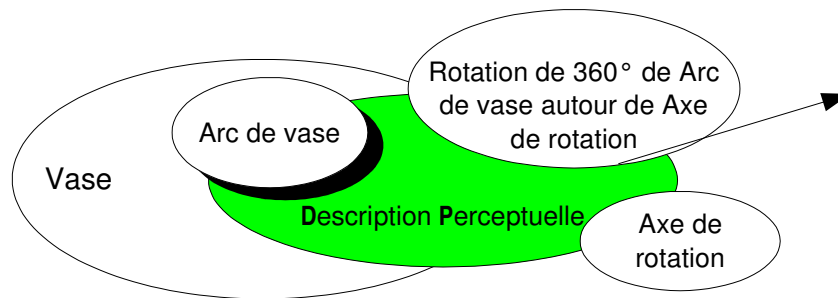 Rotation de 360° de Arc
de vase autour de Axe
de rotation
Arc de vase
Vase
Description Perceptuelle
Axe de
rotation